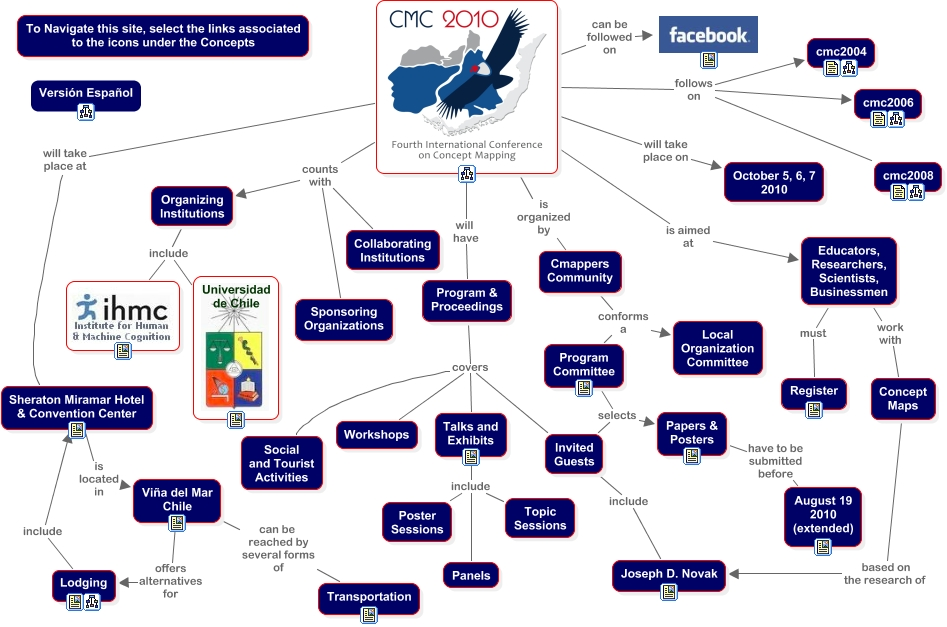 To Navigate this site, select the links associated
to the icons under the Concepts
Versión Español
CMC 2010
Fourth International Conference
on Concept Mapping
can be
followed
on
facebook
follows
on
cmc2004
cmc2006
cmc2008
will take
place on
October 5, 6, 7
2010
will take
place at
counts
with
Organizing
Institutions
include
ihmc
Institute for Human
& Machine Cognition
Universidad
de Chile
Collaborating
Institutions
Sponsoring
Organizations
will
have
Program &
Proceedings
is
organized
by
Cmappers
Community
conforms
a
Program
Committee
Local
Organization
Committee
is aimed
at
Educators,
Researchers,
Scientists,
Businessmen
must
Register
work
with
Concept
Maps
covers
Social
and Tourist
Activities
Workshops
Talks and
Exhibits
Invited
Guests
selects
Papers &
Posters
have to be
submitted
before
August 19
2010
(extended)
include
Poster
Sessions
Topic
Sessions
Panels
include
Joseph D. Novak
based on
the research of
Sheraton Miramar Hotel
& Convention Center
is
located
in
Viña del Mar
Chile
include
offers
alternatives
for
Lodging
can be
reached by
several forms
of
Transportation